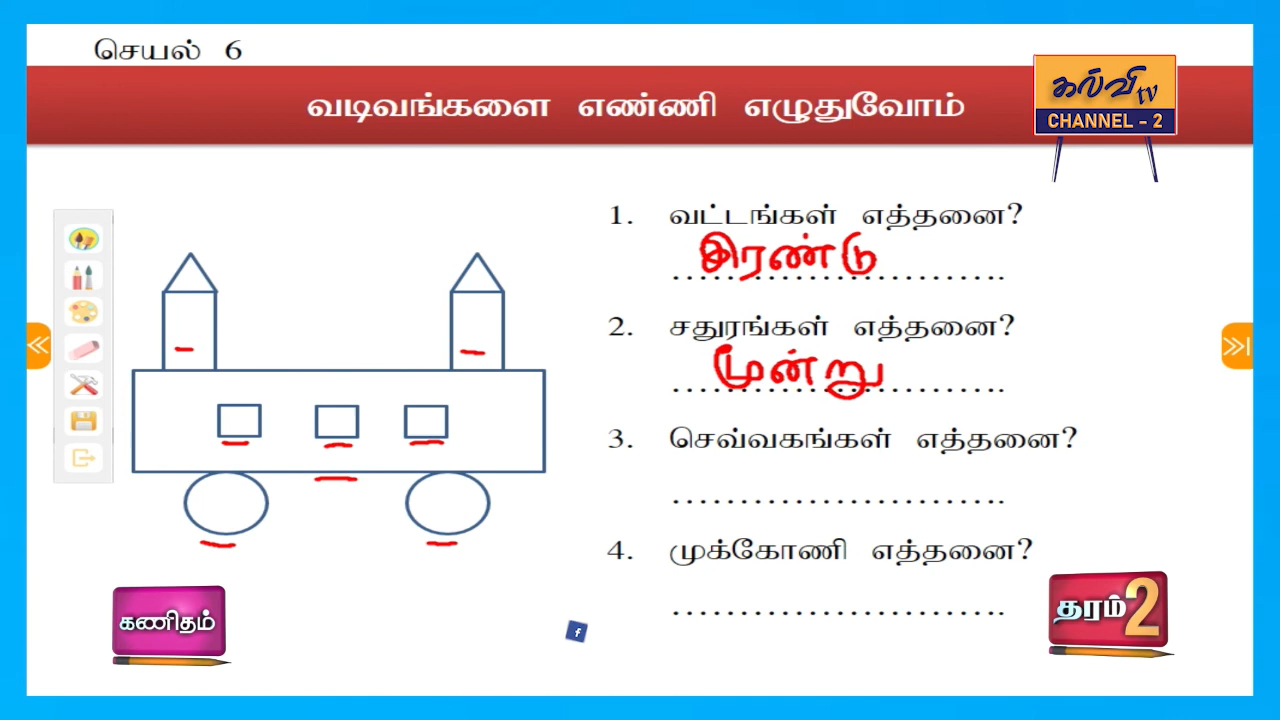 செயல் 6
வடிவங்களை எண்ணி எழுதுவோம்
கல்வி tv
CHANNEL - 2
1. வட்டங்கள் எத்தனை?
இரண்டு
..........................
2. சதுரங்கள் எத்தனை?
மூன்று
..........................
3. செவ்வகங்கள் எத்தனை?
..........................
4. முக்கோணி எத்தனை?
..........................
கணிதம்
f
தரம் 2